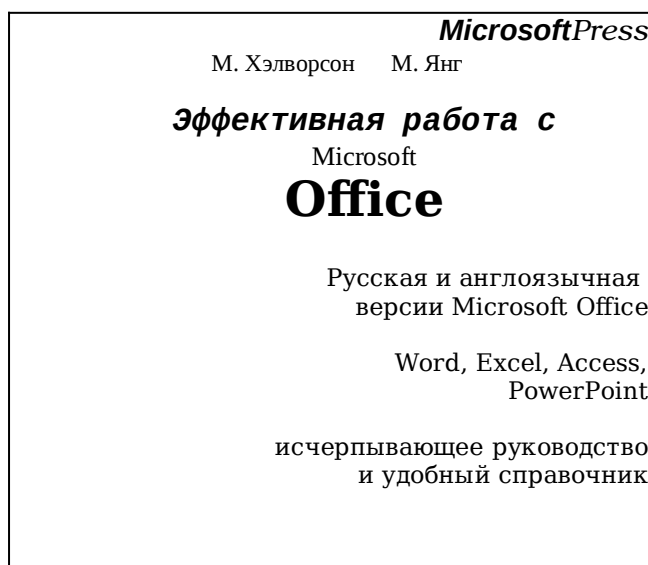 MicrosoftPress
М. Хэлворсон М. Янг
Эффективная работа с
Microsoft
Office
Русская и англоязычная
версии Microsoft Office
Word, Excel, Access,
PowerPoint
исчерпывающее руководство
и удобный справочник